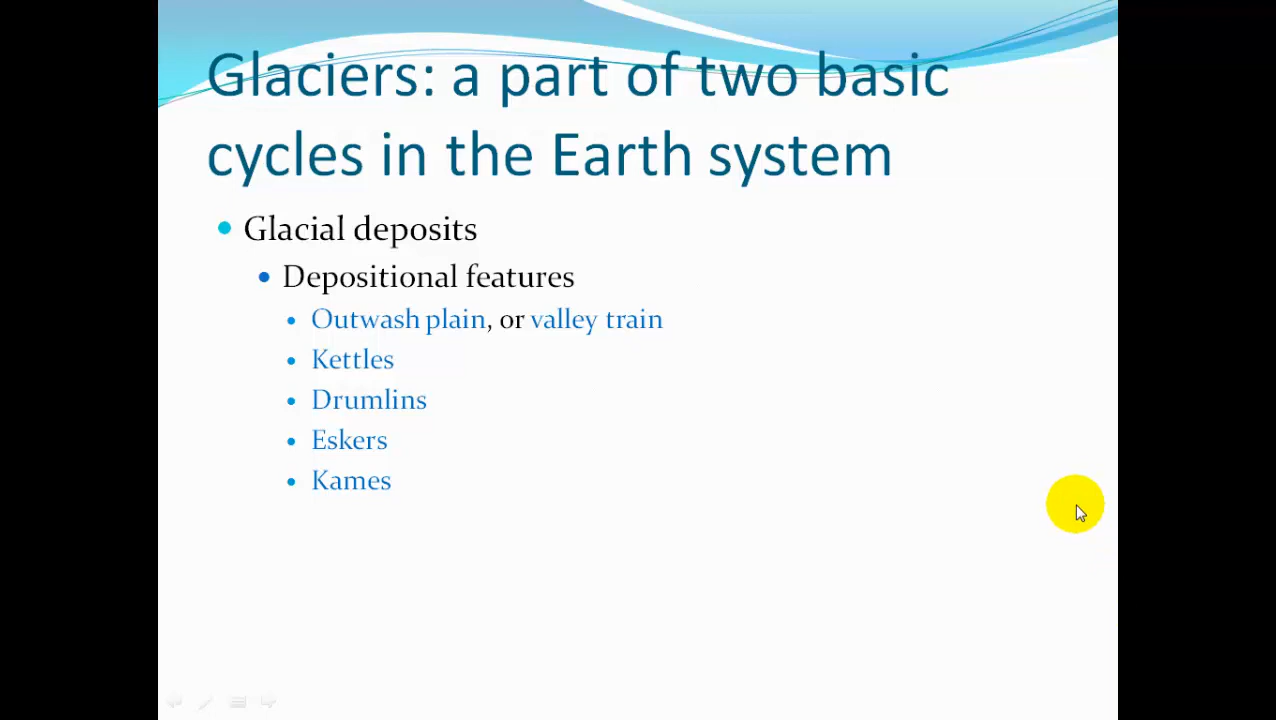 Glaciers: a part of two basic
cycles in the Earth system
Glacial deposits
Depositional features
Outwash plain, or valley train
Kettles
Drumlins
Eskers
Kames